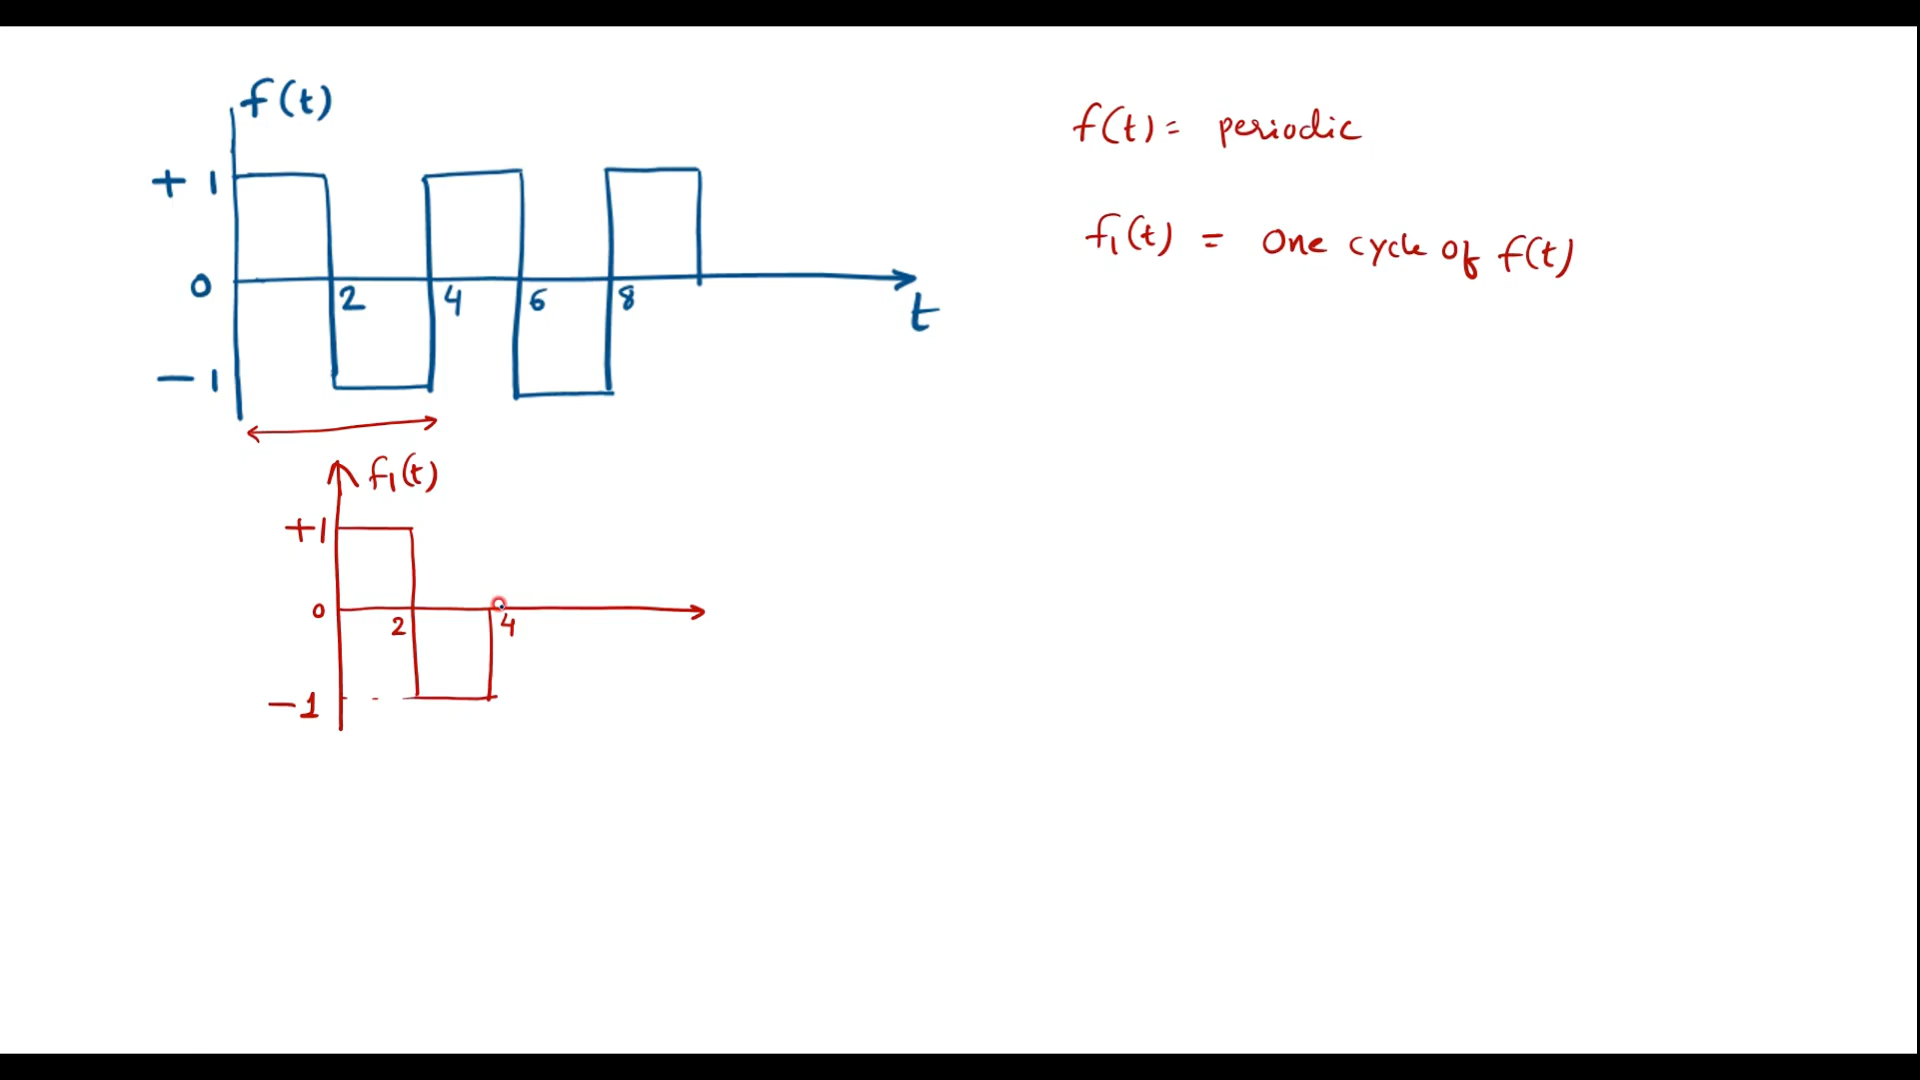 f(t)
+1
0
2 4 6 8
t
-1
f(t) = periodic
f₁(t) = One cycle of f(t)
f₁(t)
+1
0
2 4
-1